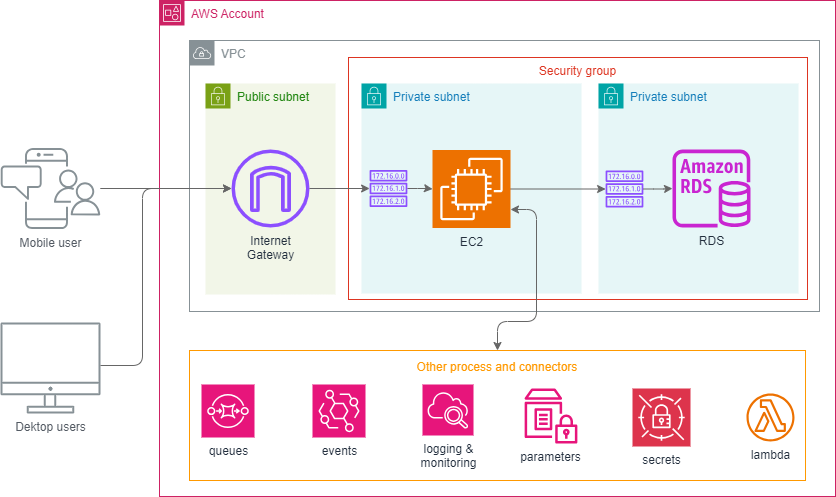 AWS Account
VPC
Security group
Public subnet
Private subnet
Private subnet
172.16.0.0
172.16.1.0
172.16.2.0
172.16.0.0
172.16.1.0
172.16.2.0
Amazon
RDS
Internet
Gateway
EC2
RDS
Mobile user
Dektop users
Other process and connectors
queues
events
logging &
monitoring
parameters
secrets
lambda